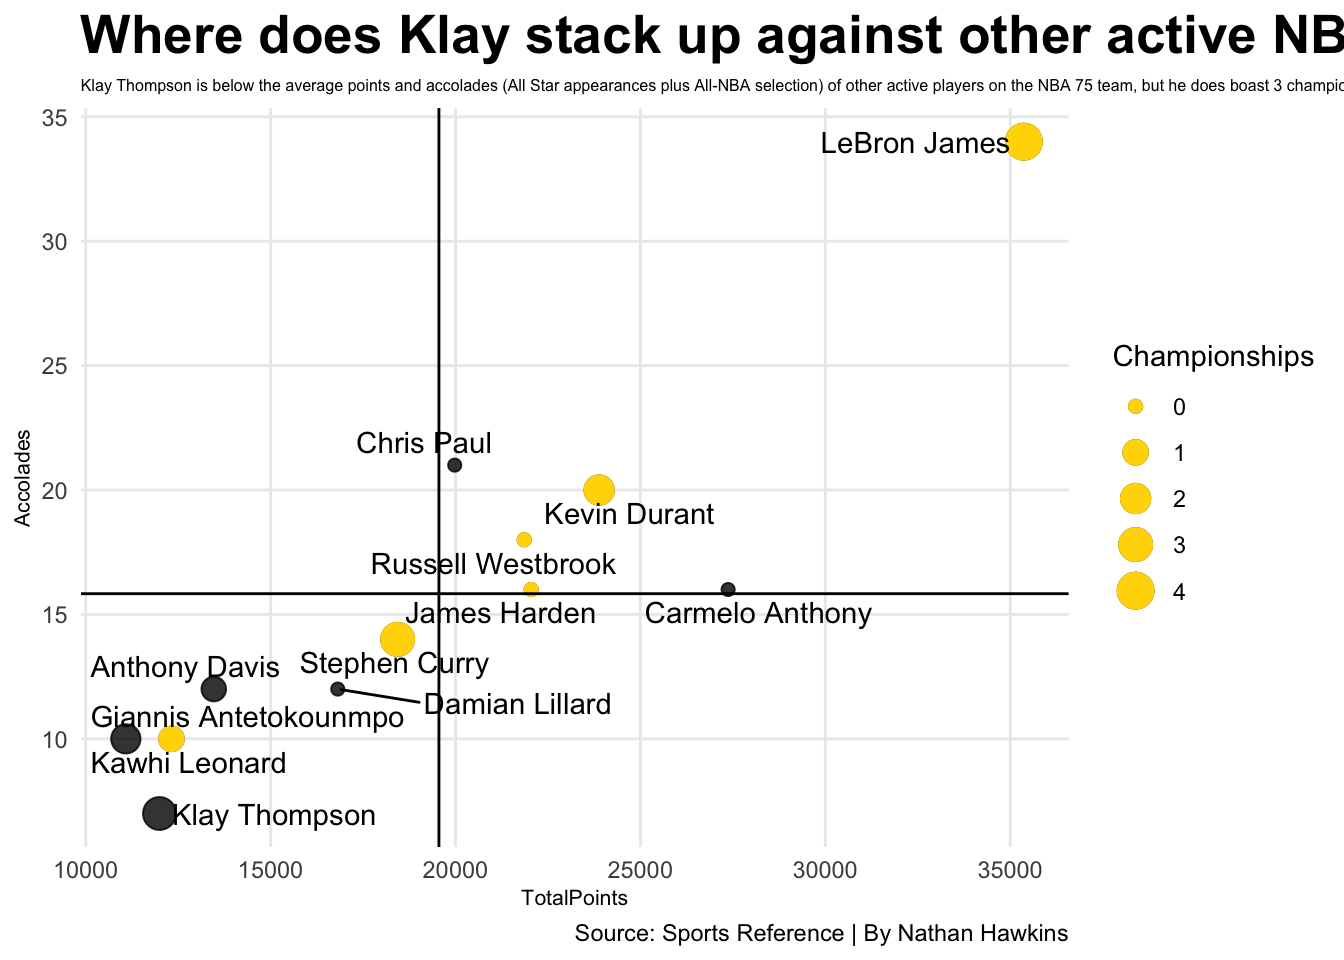 Where does Klay stack up against other active NB
Klay Thompson is below the average points and accolades (All Star appearances plus All-NBA selection) of other active players on the NBA 75 team, but he does boast 3 champic
35
30
25
20
15
10
Accolades
LeBron James
Chris Paul
Kevin Durant
Russell Westbrook
James Harden
Carmelo Anthony
Stephen Curry
Anthony Davis
Damian Lillard
Giannis Antetokounmpo
Kawhi Leonard
Klay Thompson
10000
15000
20000
25000
30000
35000
TotalPoints
Championships
0
1
2
3
4
Source: Sports Reference | By Nathan Hawkins